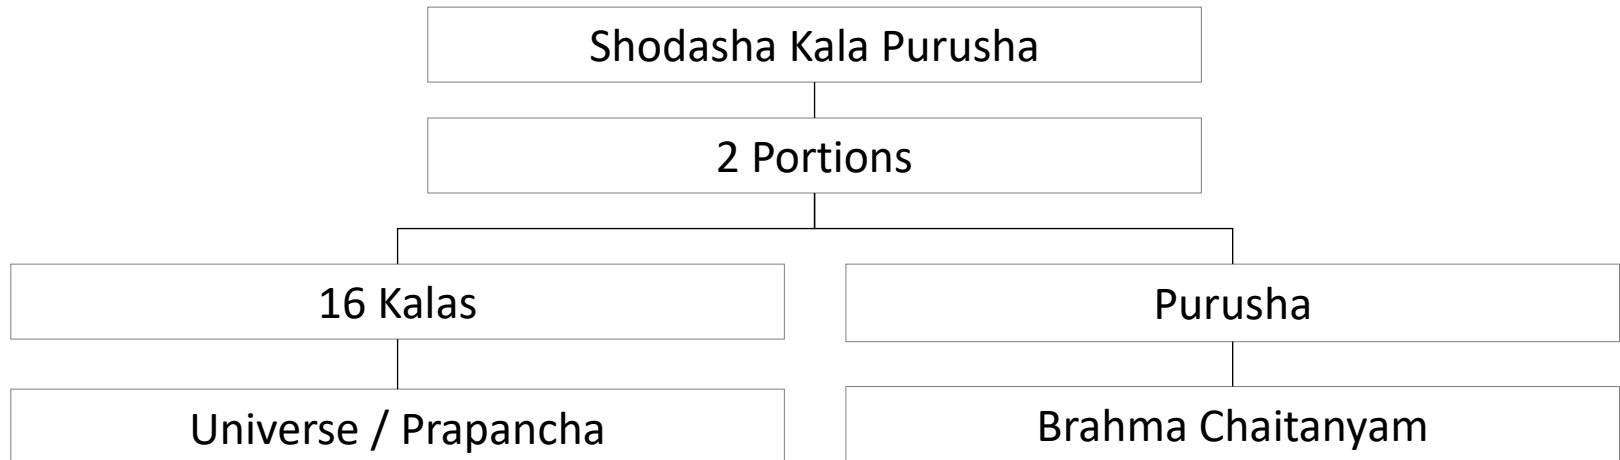 Shodasha Kala Purusha
2 Portions
16 Kalas
Purusha
Universe / Prapancha
Brahma Chaitanyam